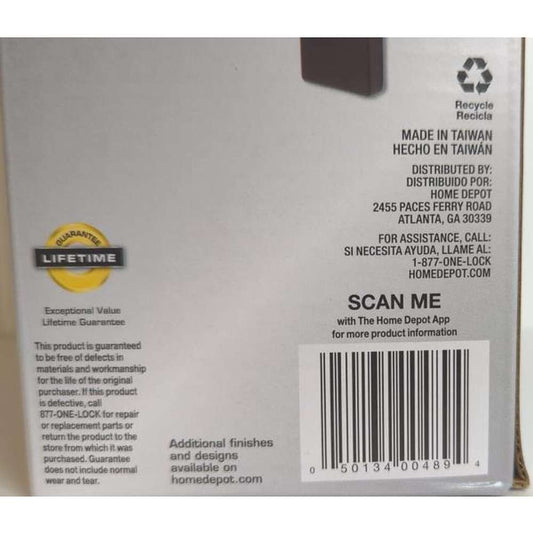 Recycle
Recicla
MADE IN TAIWAN
HECHO EN TAIWÁN
DISTRIBUTED BY:
DISTRIBUIDO POR:
HOME DEPOT
2455 PACES FERRY ROAD
ATLANTA, GA 30339
FOR ASSISTANCE, CALL:
SI NECESITA AYUDA, LLAME AL:
1-877-ONE-LOCK
HOMEDEPOT.COM
GUARANTEE
LIFETIME
Exceptional Value
Lifetime Guarantee
This product is guaranteed
to be free of defects in
materials and workmanship
for the life of the original
purchaser. If this product
is defective, call
877-ONE-LOCK for repair
or replacement parts or
return the product to the
store from which it was
purchased. Guarantee
does not include normal
wear and tear.
Additional finishes
and designs
available on
homedepot.com
SCAN ME
with The Home Depot App
for more product information
0 50134 00489 4